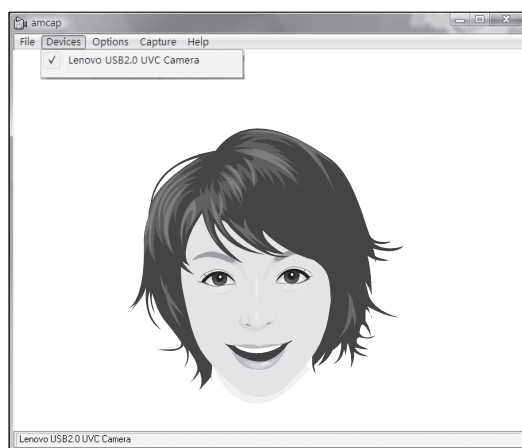 amcap
File Devices Options Capture Help
✓ Lenovo USB2.0 UVC Camera
Lenovo USB2.0 UVC Camera